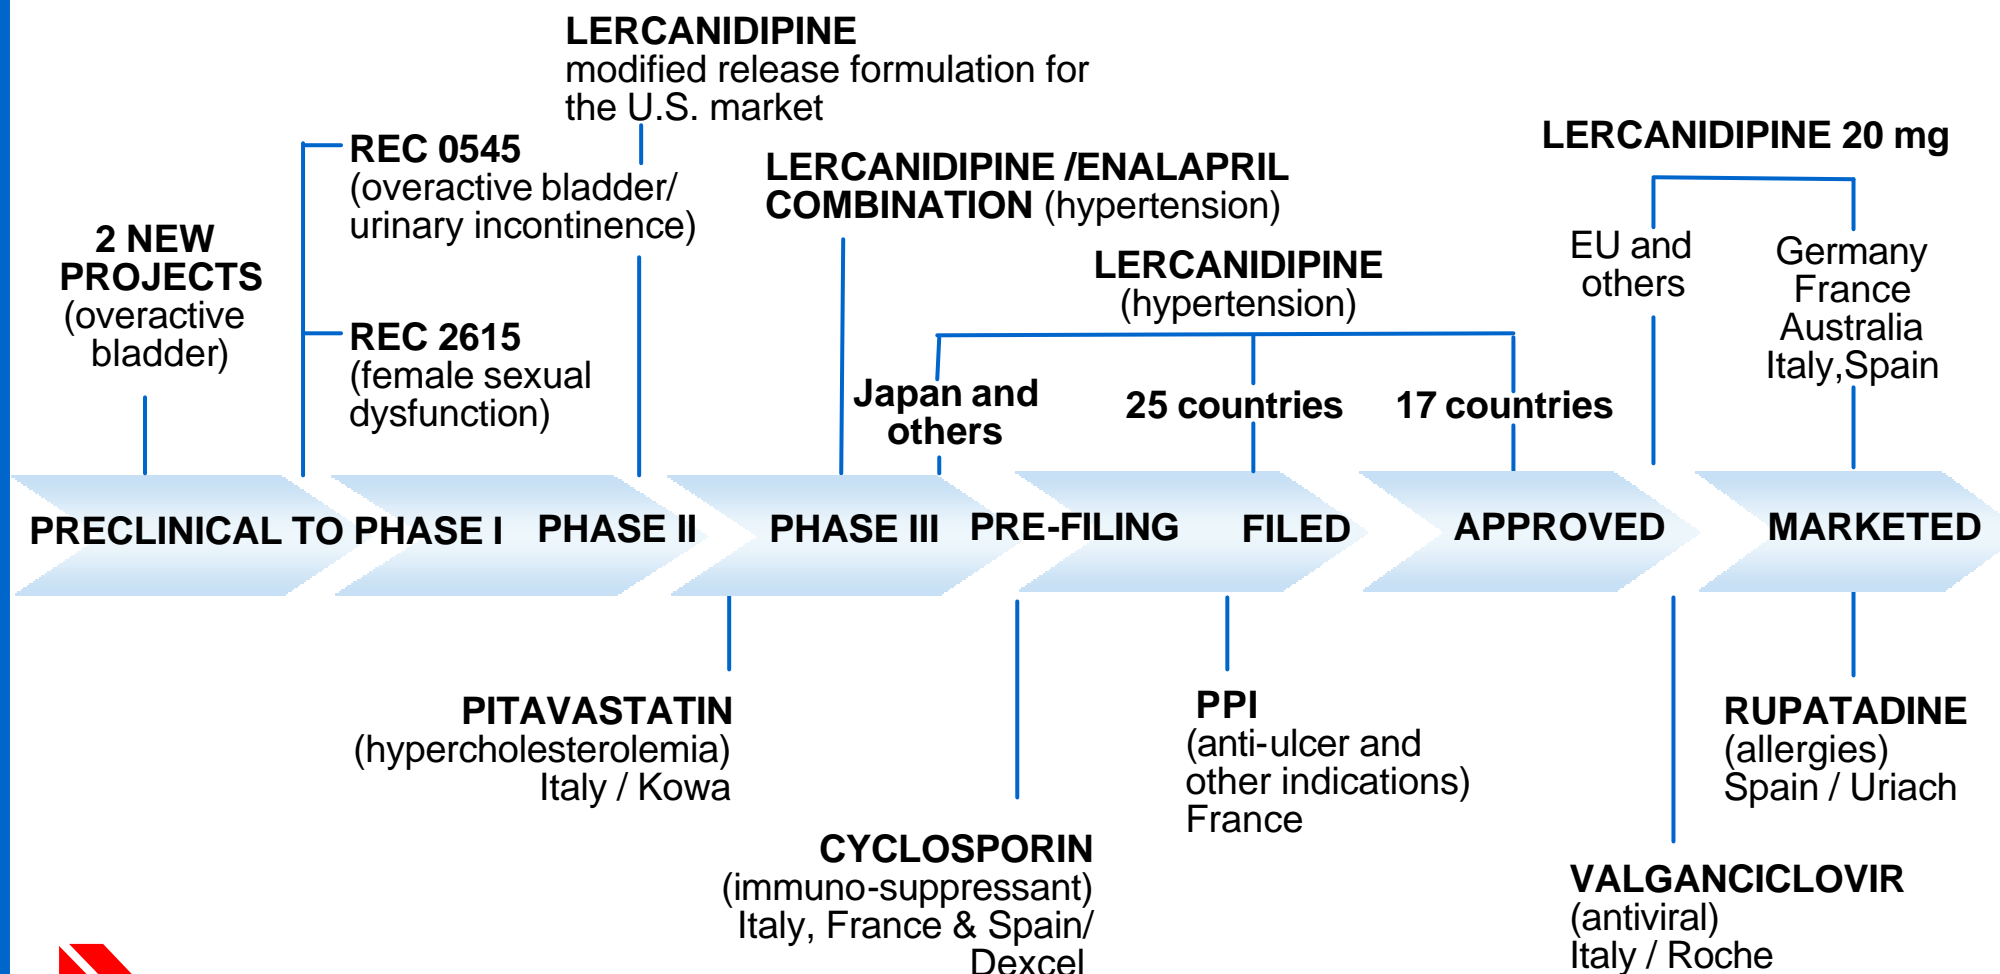 LERCANIDIPINE
modified release formulation for
the U.S. market
REC 0545
(overactive bladder/
urinary incontinence)
LERCANIDIPINE /ENALAPRIL
COMBINATION (hypertension)
LERCANIDIPINE 20 mg
2 NEW
PROJECTS
(overactive
bladder)
REC 2615
(female sexual
dysfunction)
LERCANIDIPINE
(hypertension)
EU and
others
Germany
France
Australia
Italy,Spain
Japan and
others
25 countries
17 countries
PRECLINICAL TO PHASE I
PHASE II
PHASE III
PRE-FILING
FILED
APPROVED
MARKETED
PITAVASTATIN
(hypercholesterolemia)
Italy / Kowa
CYCLOSPORIN
(immuno-suppressant)
Italy, France & Spain/
Dexcel
PPI
(anti-ulcer and
other indications)
France
RUPATADINE
(allergies)
Spain / Uriach
VALGANCICLOVIR
(antiviral)
Italy / Roche